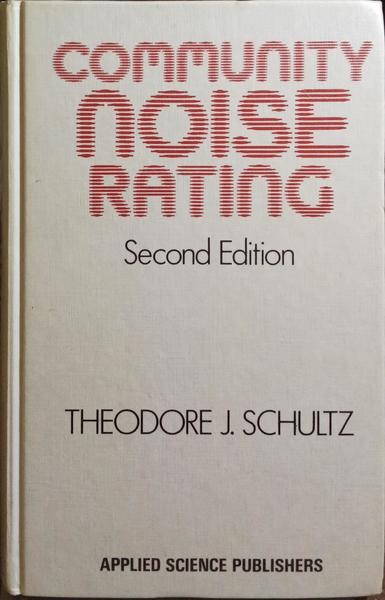 COMMUNITY
NOISE
RATING
Second Edition
THEODORE J. SCHULTZ
APPLIED SCIENCE PUBLISHERS